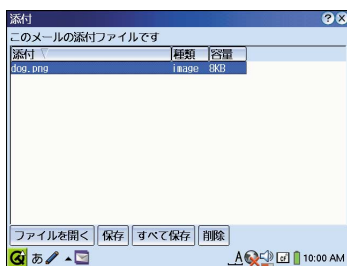 添付
このメールの添付ファイルです
添付 種類 容量
dog.png image 8KB
ファイルを開く 保存 すべて保存 削除
あ A 10:00 AM